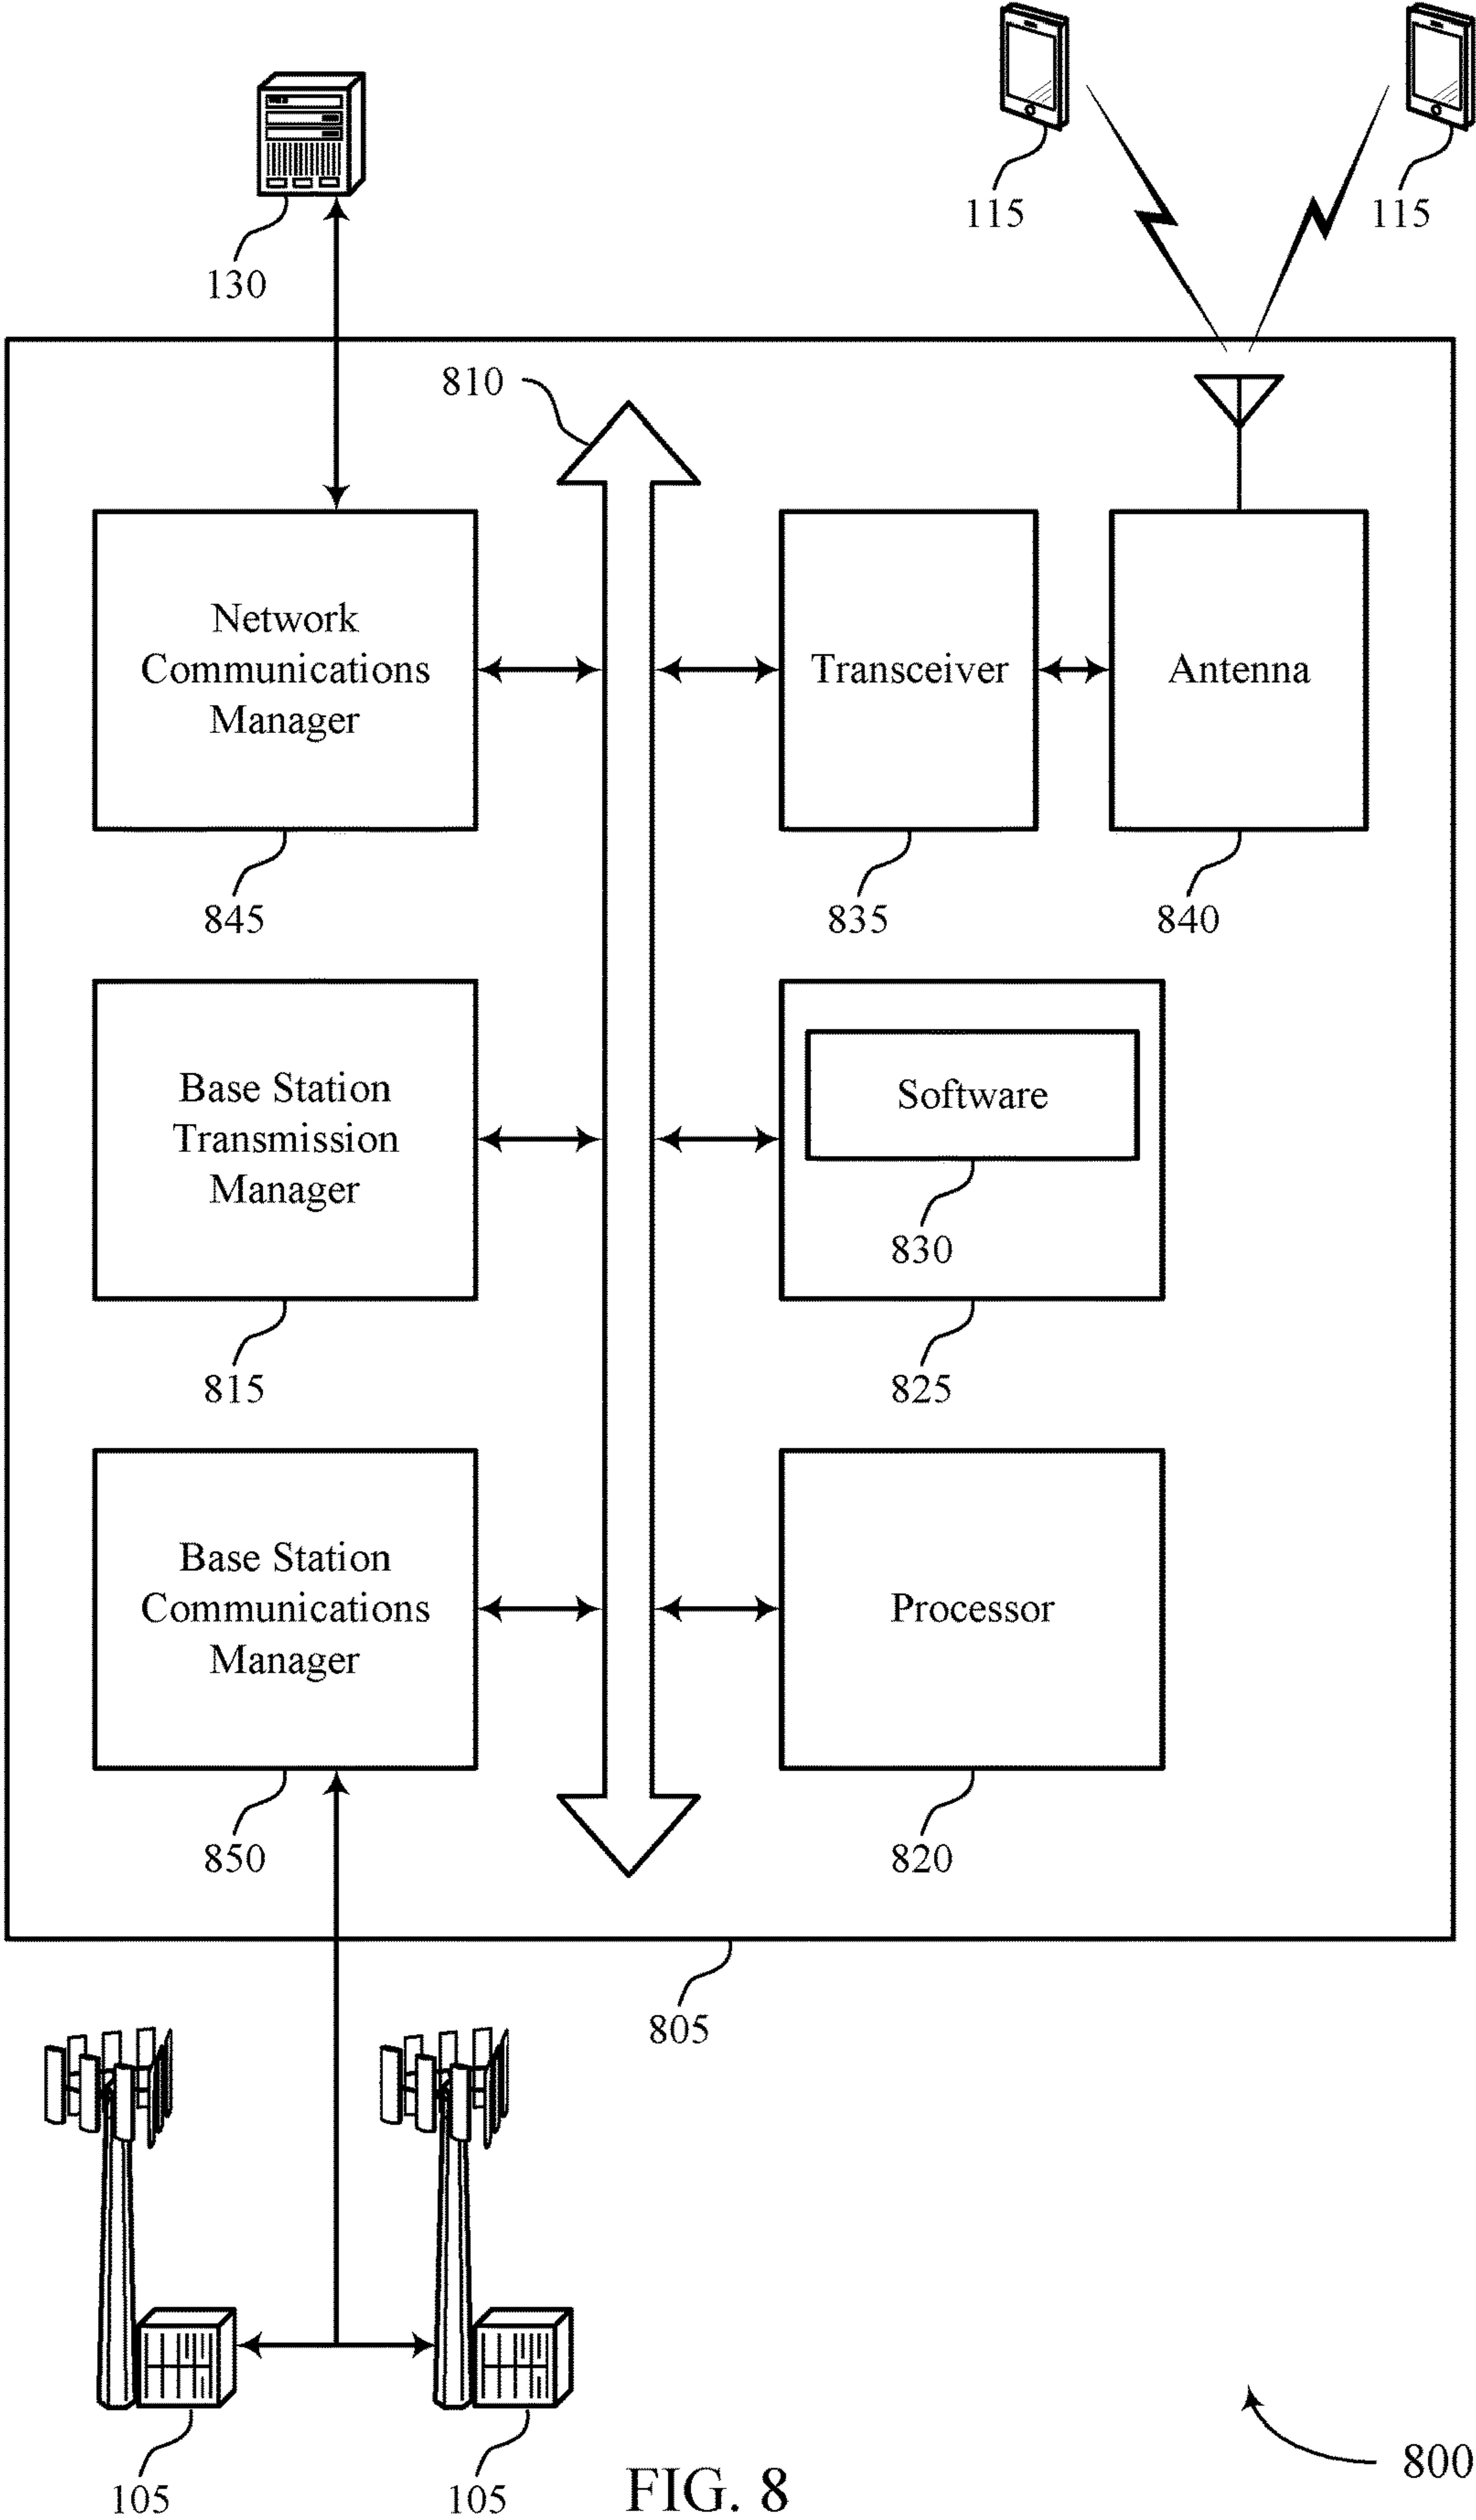 115
115
130
810
Network
Communications
Manager
Transceiver
Antenna
845
835
840
Base Station
Transmission
Manager
Software
830
815
825
Base Station
Communications
Manager
Processor
850
820
805
105
105
FIG. 8
800